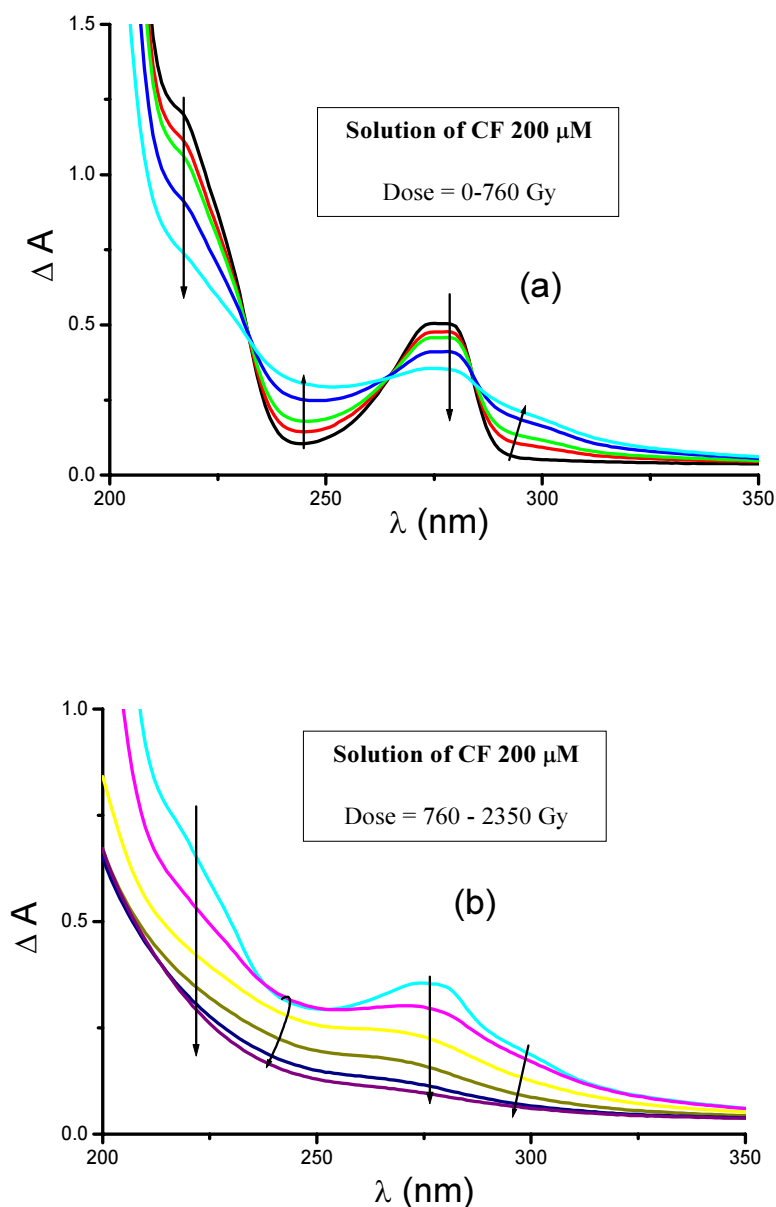 1.5
Solution of CF 200 μM
Dose = 0-760 Gy
1.0
Δ A
(a)
0.5
0.0
200 250 300 350
λ (nm)
1.0
Solution of CF 200 μM
Dose = 760 - 2350 Gy
(b)
Δ A
0.5
0.0
200 250 300 350
λ (nm)